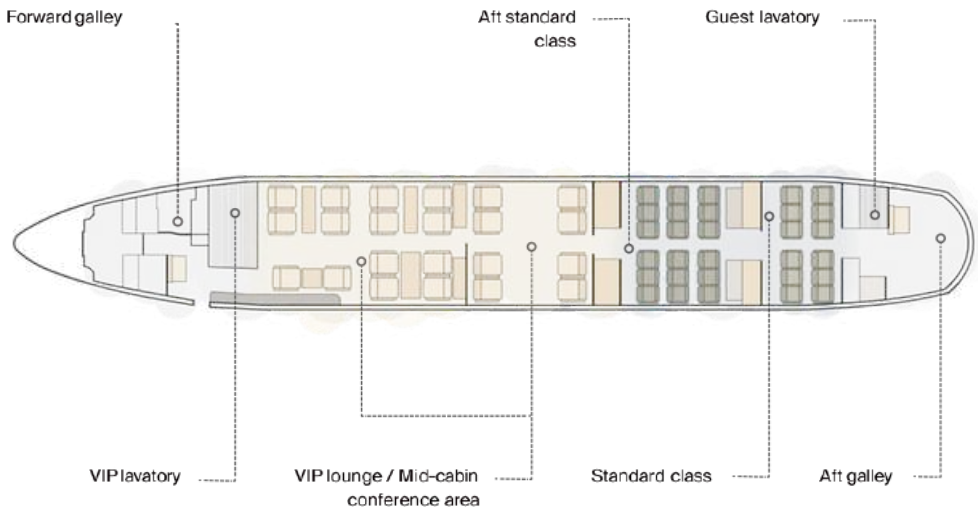 Forward galley
Aft standard
class
Guest lavatory
VIP lavatory
VIP lounge / Mid-cabin
conference area
Standard class
Aft galley